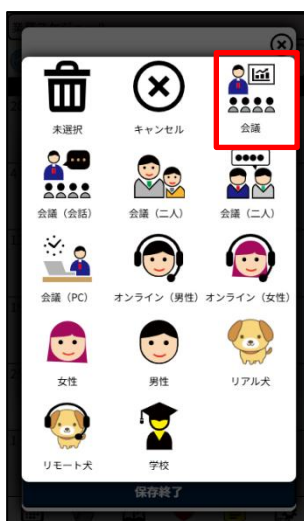 未選択 キャンセル 会議
会議（会話） 会議（二人） 会議（二人）
会議（PC） オンライン（男性） オンライン（女性）
女性 男性 リアル犬
リモート犬 学校
保存終了